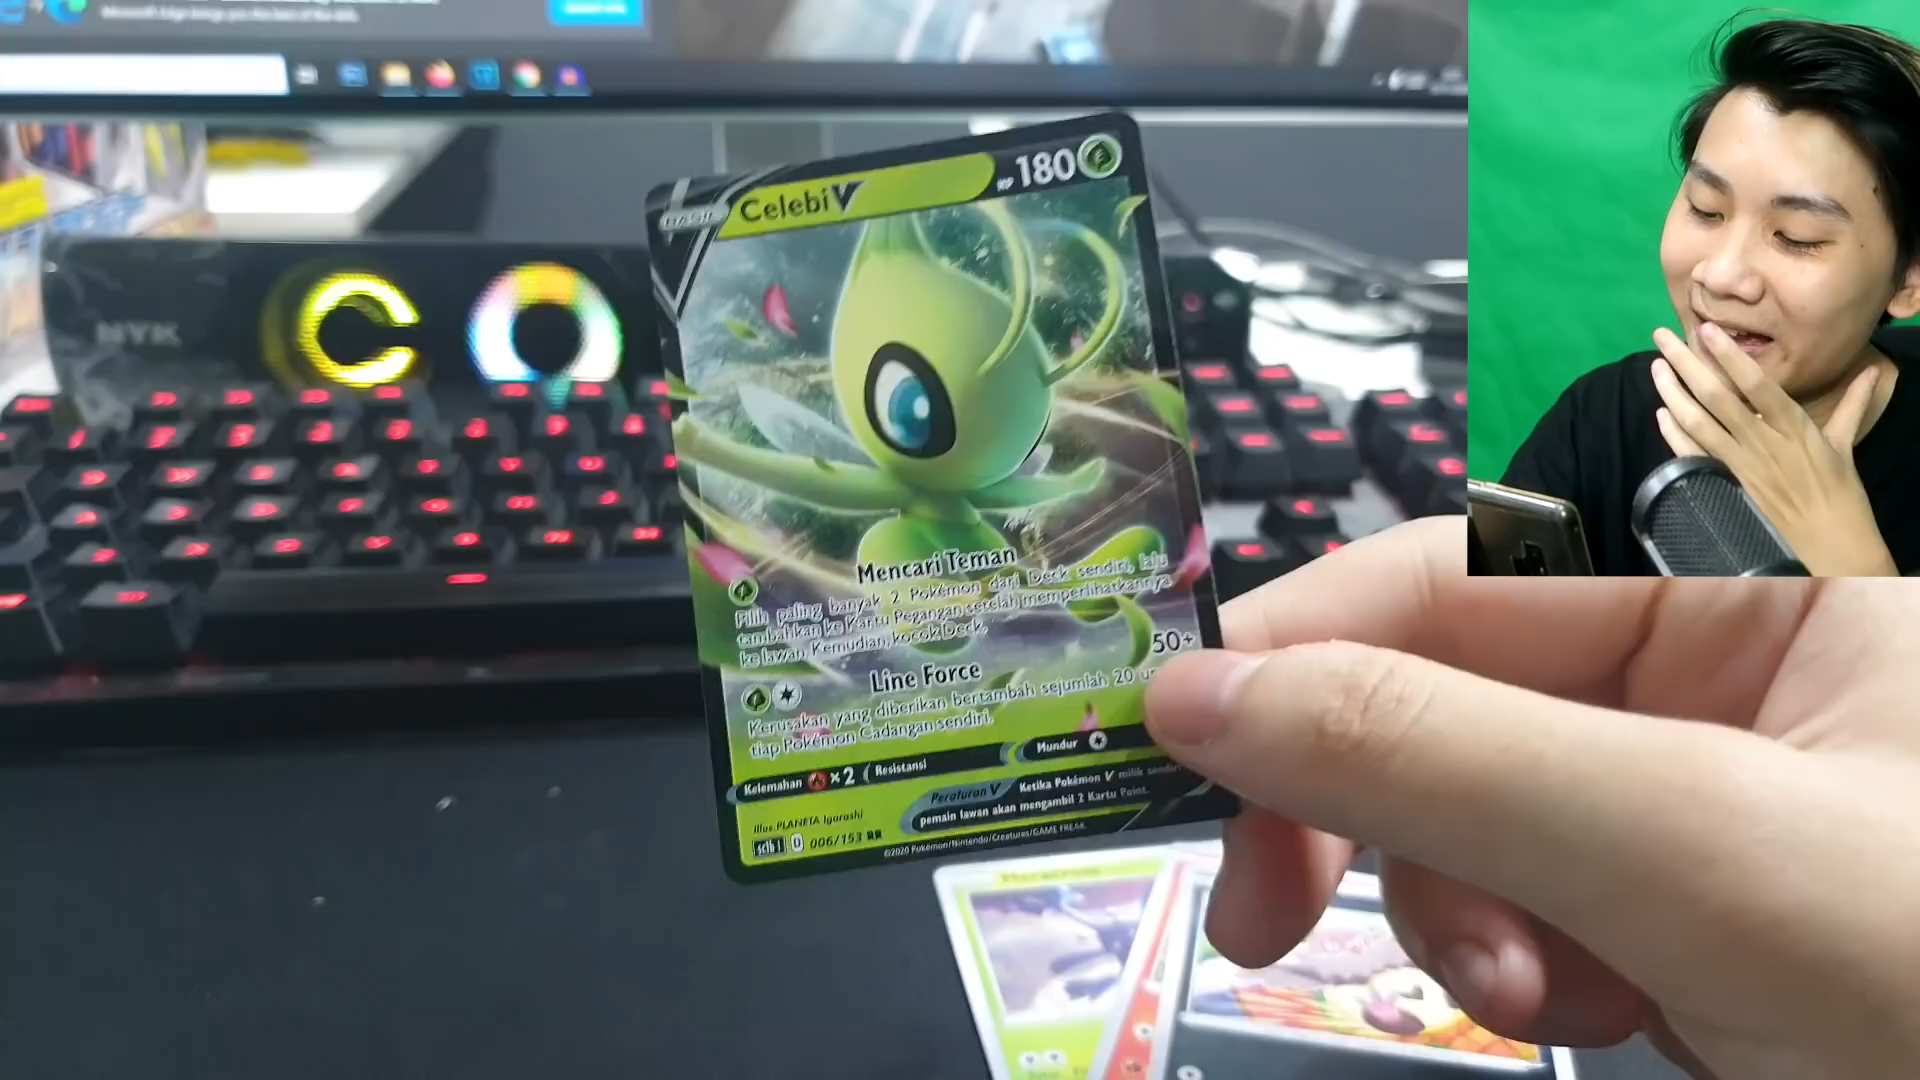 NYK
BASIC Celebi V HP 180
Mencari Teman
Pilih paling banyak 2 Pokémon dari Deck sendiri, lalu
tambahkan ke Kartu Pegangan setelah memperlihatkannya
ke lawan. Kemudian, kocok Deck.
Line Force 50+
Kerusakan yang diberikan bertambah sejumlah 20 un
tiap Pokémon Cadangan sendiri.
Kelemahan ×2 Resistansi Mundur
Peraturan V Ketika Pokémon V milik sendiri
pemain lawan akan mengambil 2 Kartu Point.
Illus. PLANETA Igarashi
sc1b I D 006/153 RR
©2020 Pokémon/Nintendo/Creatures/GAME FREAK